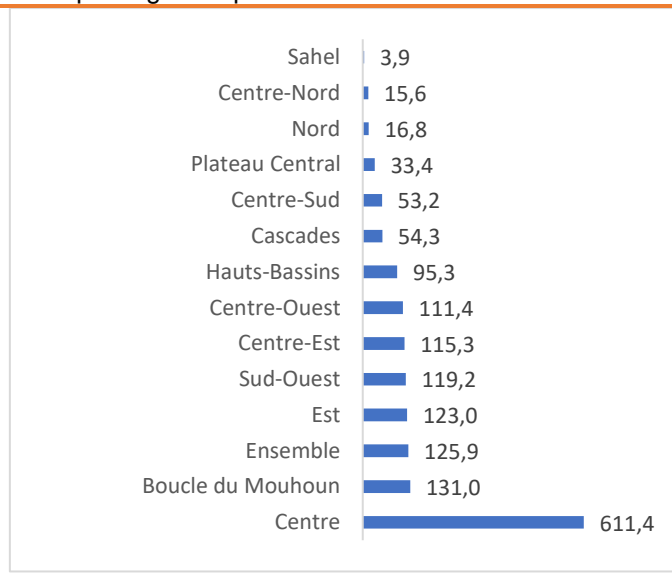 Sahel 3,9
Centre-Nord 15,6
Nord 16,8
Plateau Central 33,4
Centre-Sud 53,2
Cascades 54,3
Hauts-Bassins 95,3
Centre-Ouest 111,4
Centre-Est 115,3
Sud-Ouest 119,2
Est 123,0
Ensemble 125,9
Boucle du Mouhoun 131,0
Centre 611,4